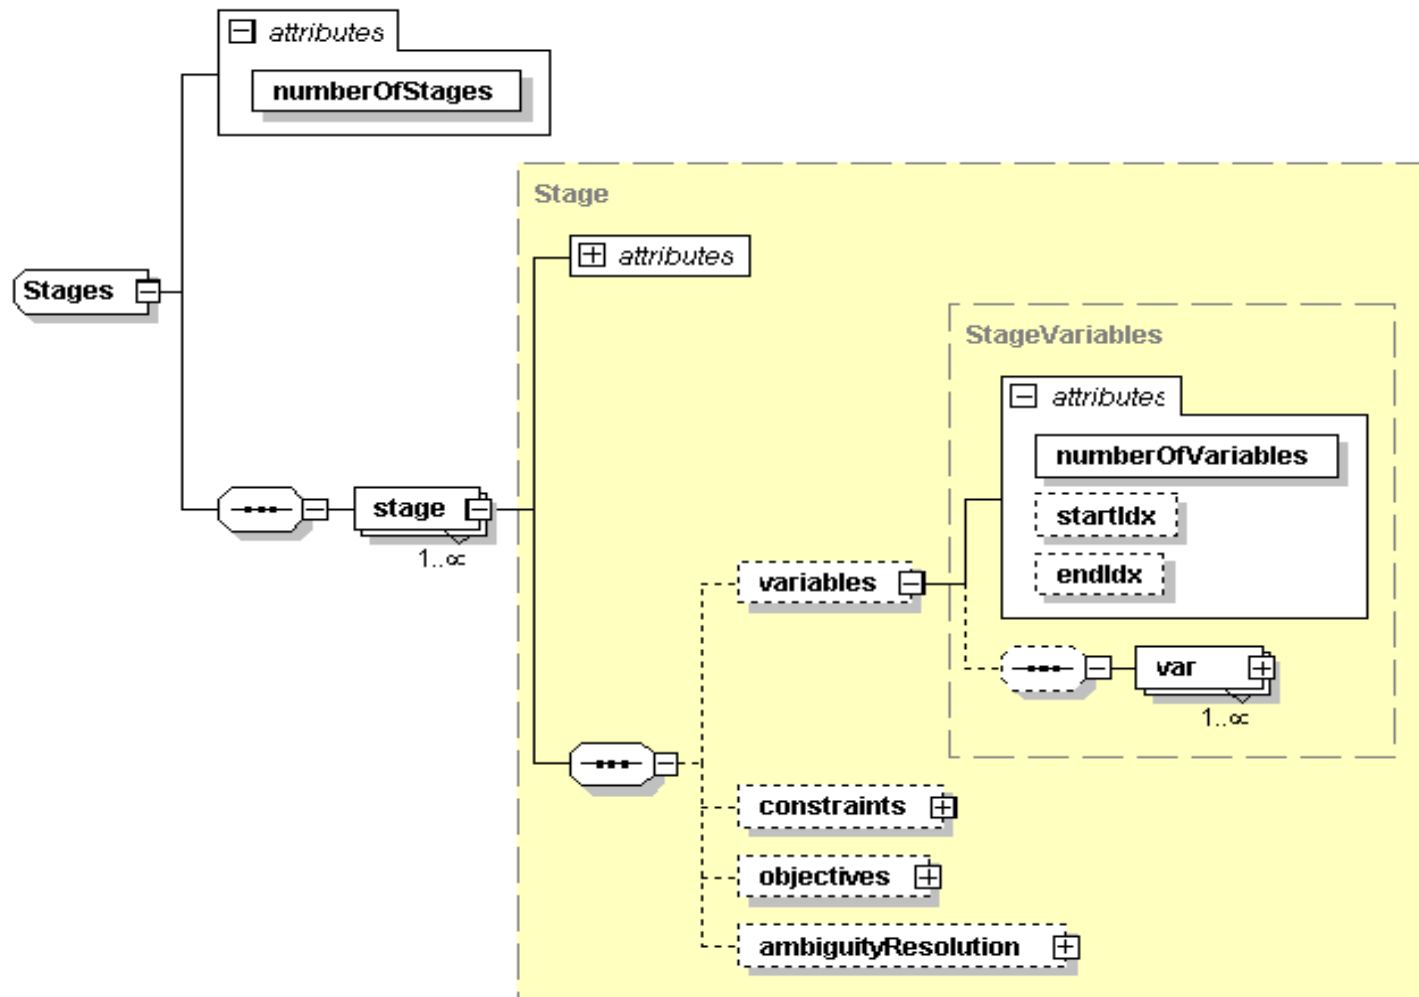 attributes
numberOfStages
Stage
attributes
Stages
StageVariables
attributes
numberOfVariables
stage
1..∞
startIdx
endIdx
variables
var
1..∞
constraints
objectives
ambiguityResolution